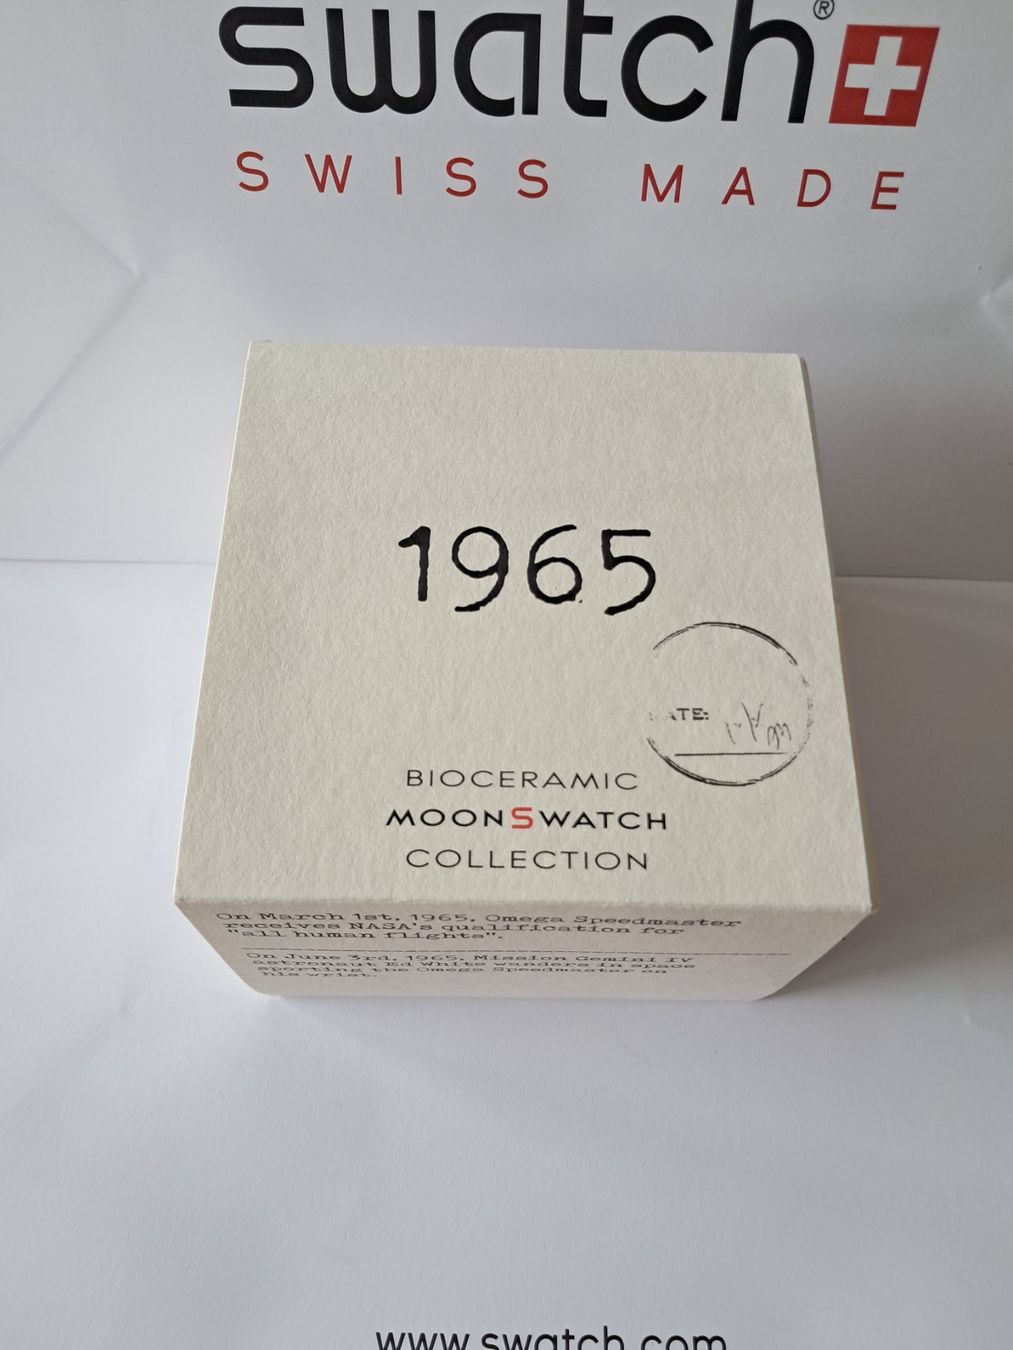 swatch®
SWISS MADE
1965
ATE:
BIOCERAMIC
MOONSWATCH
COLLECTION
On March 1st, 1965, Omega Speedmaster
receives NASA's qualification for
"all human flights".
On June 3rd, 1965, Mission Gemini IV
astronaut Ed White wanders in space
sporting the Omega Speedmaster on
his wrist.
www.swatch.com